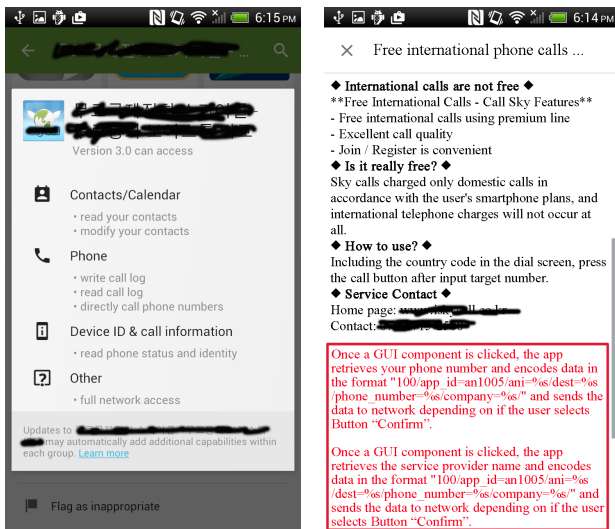 6:15 PM
Version 3.0 can access
Contacts/Calendar
• read your contacts
• modify your contacts
Phone
• write call log
• read call log
• directly call phone numbers
Device ID & call information
• read phone status and identity
Other
• full network access
Updates to
may automatically add additional capabilities within
each group. Learn more
Flag as inappropriate
6:14 PM
Free international phone calls ...
◆ International calls are not free ◆
**Free International Calls - Call Sky Features**
- Free international calls using premium line
- Excellent call quality
- Join / Register is convenient
◆ Is it really free? ◆
Sky calls charged only domestic calls in
accordance with the user's smartphone plans, and
international telephone charges will not occur at
all.
◆ How to use? ◆
Including the country code in the dial screen, press
the call button after input target number.
◆ Service Contact ◆
Home page:
Contact:
Once a GUI component is clicked, the app
retrieves your phone number and encodes data in
the format "100/app_id=an1005/ani=%s/dest=%s
/phone_number=%s/company=%s/" and sends the
data to network depending on if the user selects
Button “Confirm”.
Once a GUI component is clicked, the app
retrieves the service provider name and encodes
data in the format "100/app_id=an1005/ani=%s
/dest=%s/phone_number=%s/company=%s/" and
sends the data to network depending on if the user
selects Button “Confirm”.